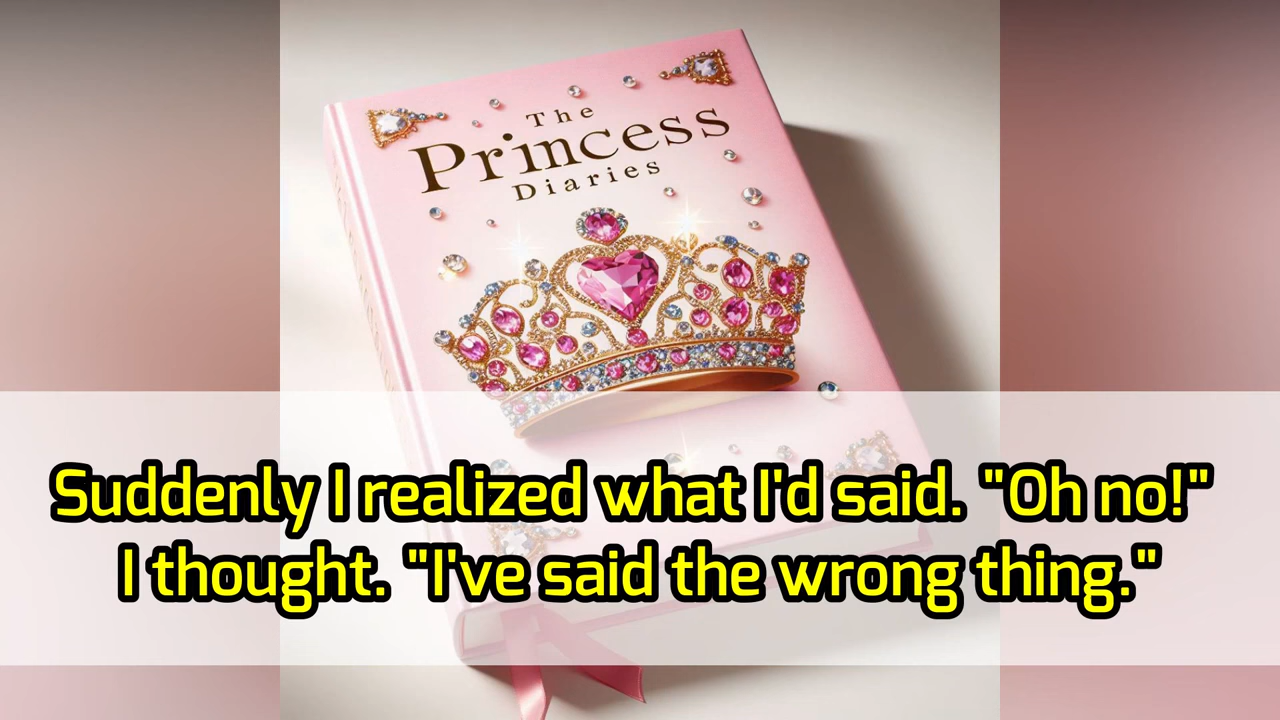 The
Princess
Diaries
Suddenly I realized what I'd said. "Oh no!"
I thought. "I've said the wrong thing."